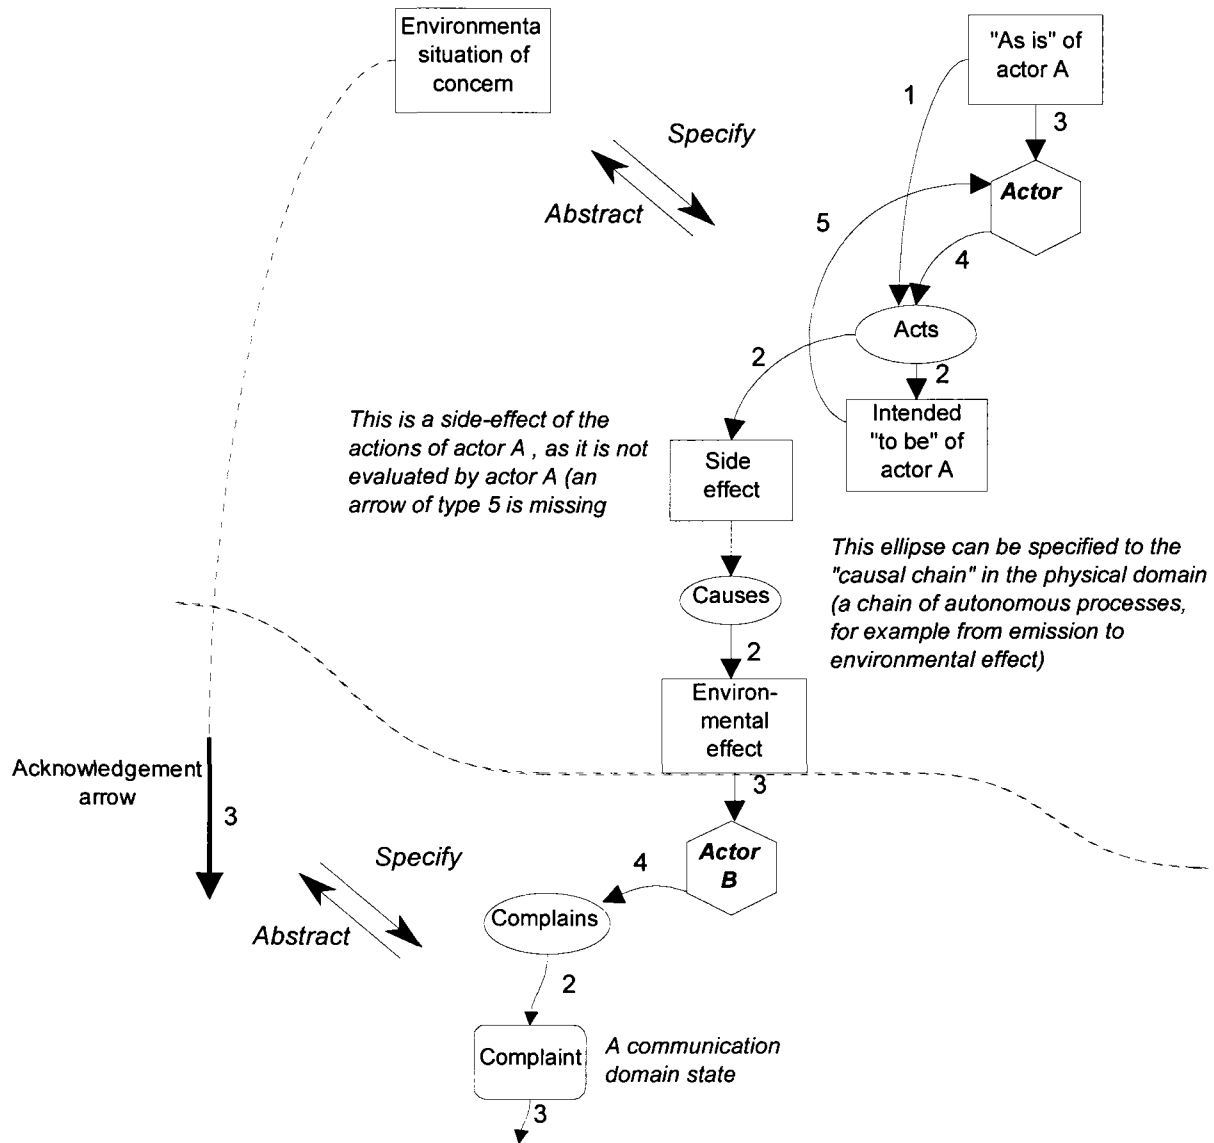 Environmenta
situation of
concern
"As is" of
actor A
1
3
Specify
Abstract
Actor
5
4
Acts
2
2
Intended
"to be" of
actor A
This is a side-effect of the
actions of actor A , as it is not
evaluated by actor A (an
arrow of type 5 is missing
Side
effect
This ellipse can be specified to the
"causal chain" in the physical domain
(a chain of autonomous processes,
for example from emission to
environmental effect)
Causes
2
Environ-
mental
effect
Acknowledgement
arrow
3
3
Actor
B
Specify
Abstract
4
Complains
2
Complaint
A communication
domain state
3